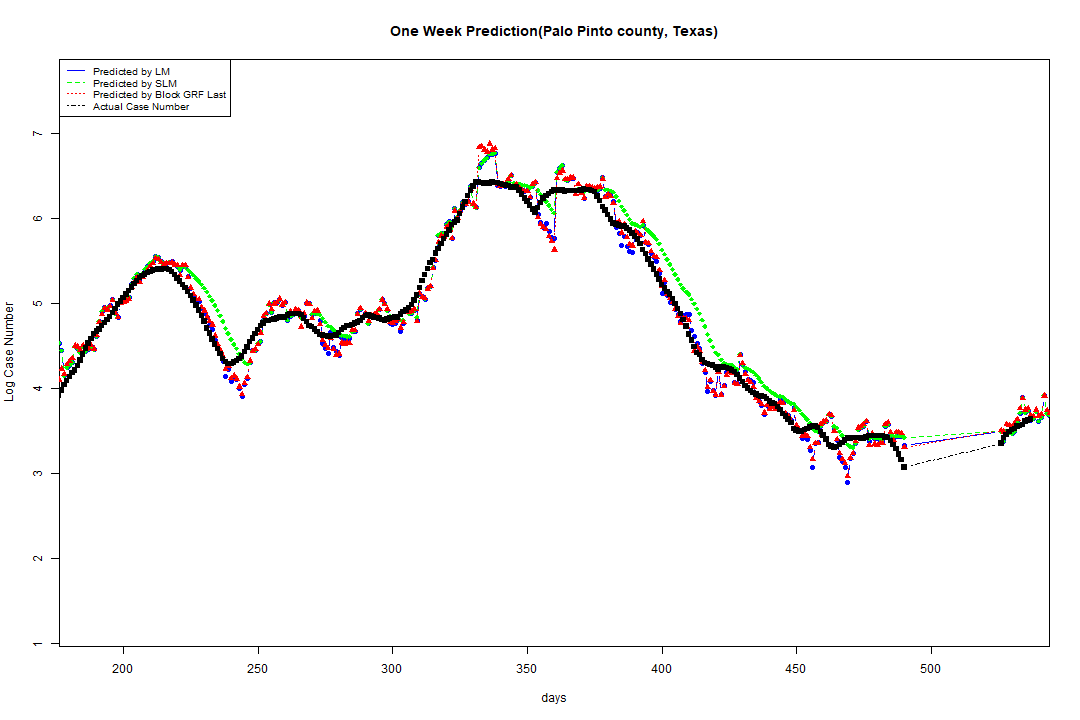 One Week Prediction(Palo Pinto county, Texas)
Predicted by LM
Predicted by SLM
Predicted by Block GRF Last
Actual Case Number
7
6
5
4
3
2
1
Log Case Number
200 250 300 350 400 450 500
days